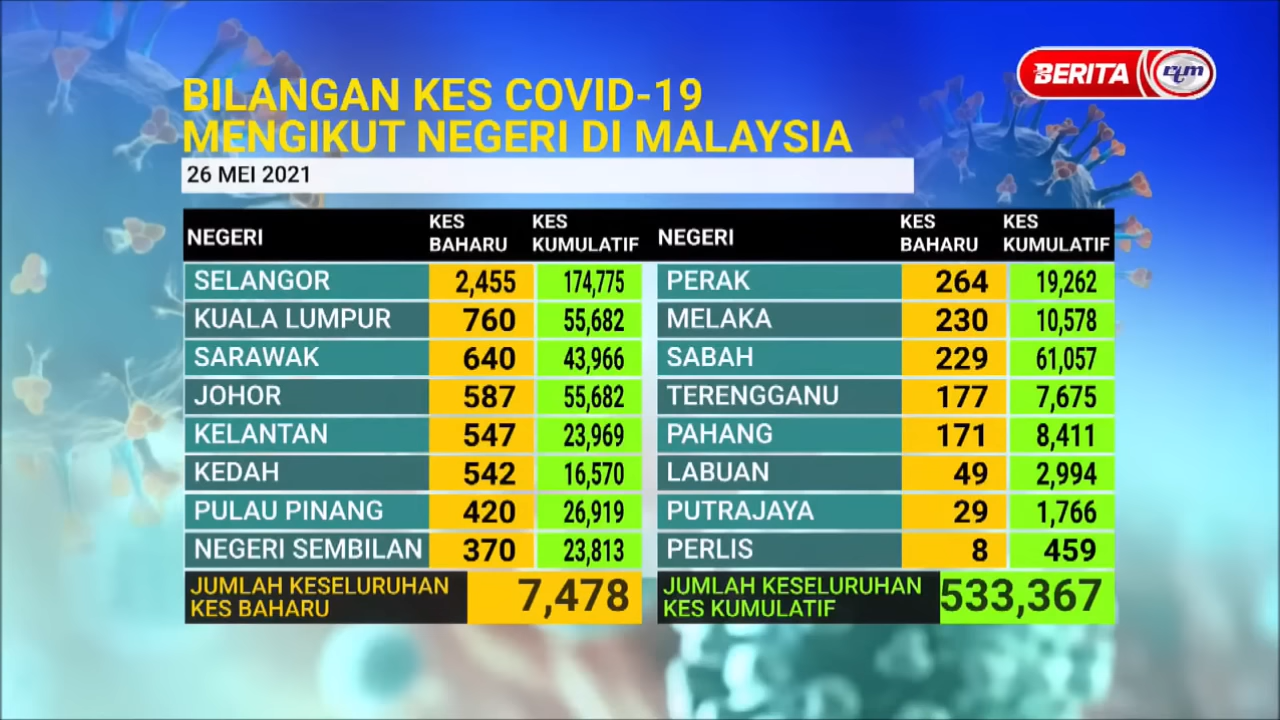 BERITA rtm
BILANGAN KES COVID-19
MENGIKUT NEGERI DI MALAYSIA
26 MEI 2021
NEGERI KES BAHARU KES KUMULATIF NEGERI KES BAHARU KES KUMULATIF
SELANGOR 2,455 174,775 PERAK 264 19,262
KUALA LUMPUR 760 55,682 MELAKA 230 10,578
SARAWAK 640 43,966 SABAH 229 61,057
JOHOR 587 55,682 TERENGGANU 177 7,675
KELANTAN 547 23,969 PAHANG 171 8,411
KEDAH 542 16,570 LABUAN 49 2,994
PULAU PINANG 420 26,919 PUTRAJAYA 29 1,766
NEGERI SEMBILAN 370 23,813 PERLIS 8 459
JUMLAH KESELURUHAN KES BAHARU 7,478 JUMLAH KESELURUHAN KES KUMULATIF 533,367